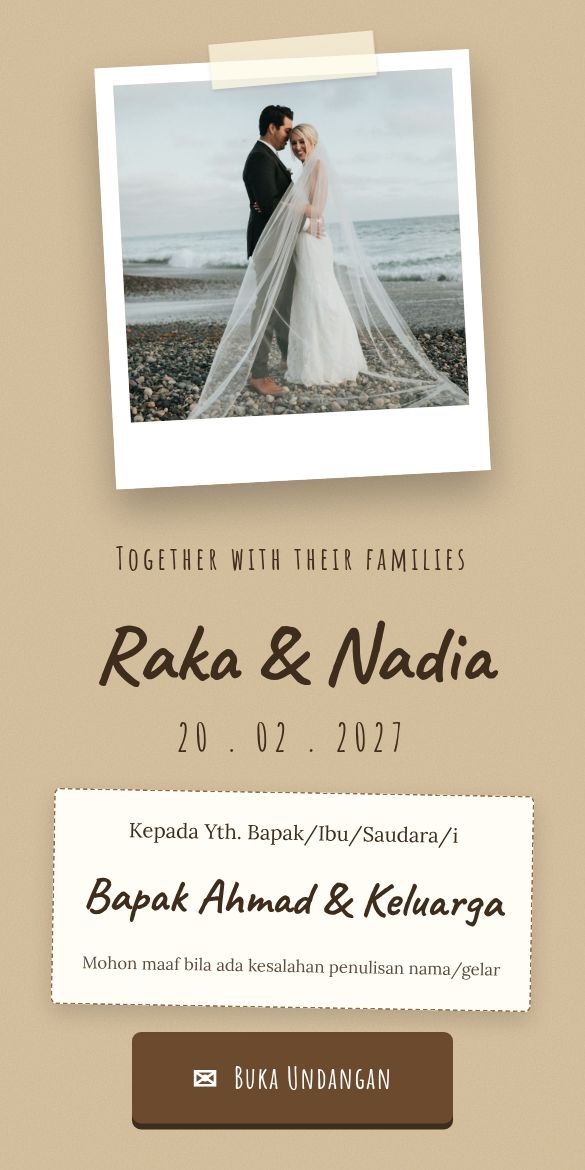 Together with their families
Raka & Nadia
20 . 02 . 2027
Kepada Yth. Bapak/Ibu/Saudara/i
Bapak Ahmad & Keluarga
Mohon maaf bila ada kesalahan penulisan nama/gelar
✉ Buka Undangan